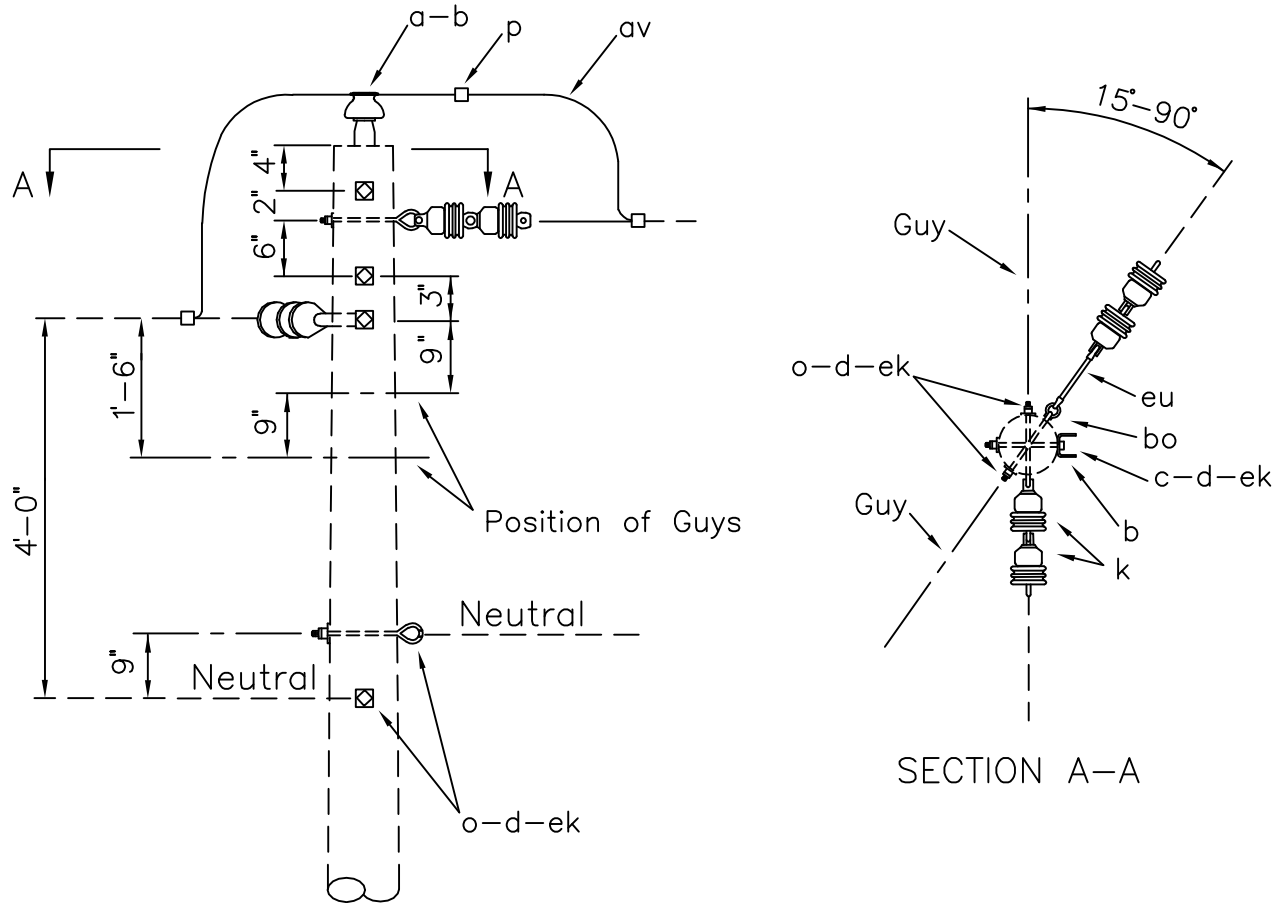 a-b
p
av
15°-90°
4"
A
A
2"
Guy
6"
3"
9"
1'-6"
o-d-ek
eu
9"
bo
c-d-ek
4'-0"
Guy
Position of Guys
b
k
Neutral
9"
Neutral
SECTION A-A
o-d-ek